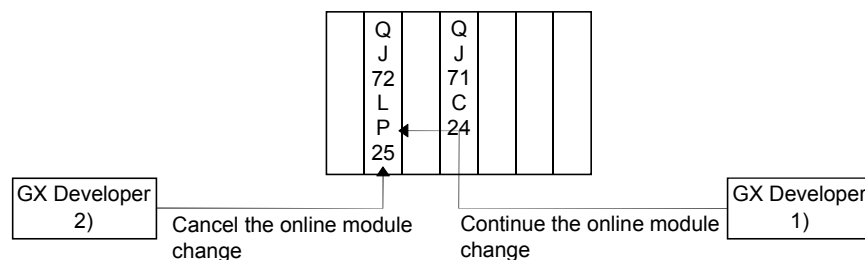 Q
J
72
L
P
25
Q
J
71
C
24
GX Developer
2)
Cancel the online module
change
Continue the online module
change
GX Developer
1)